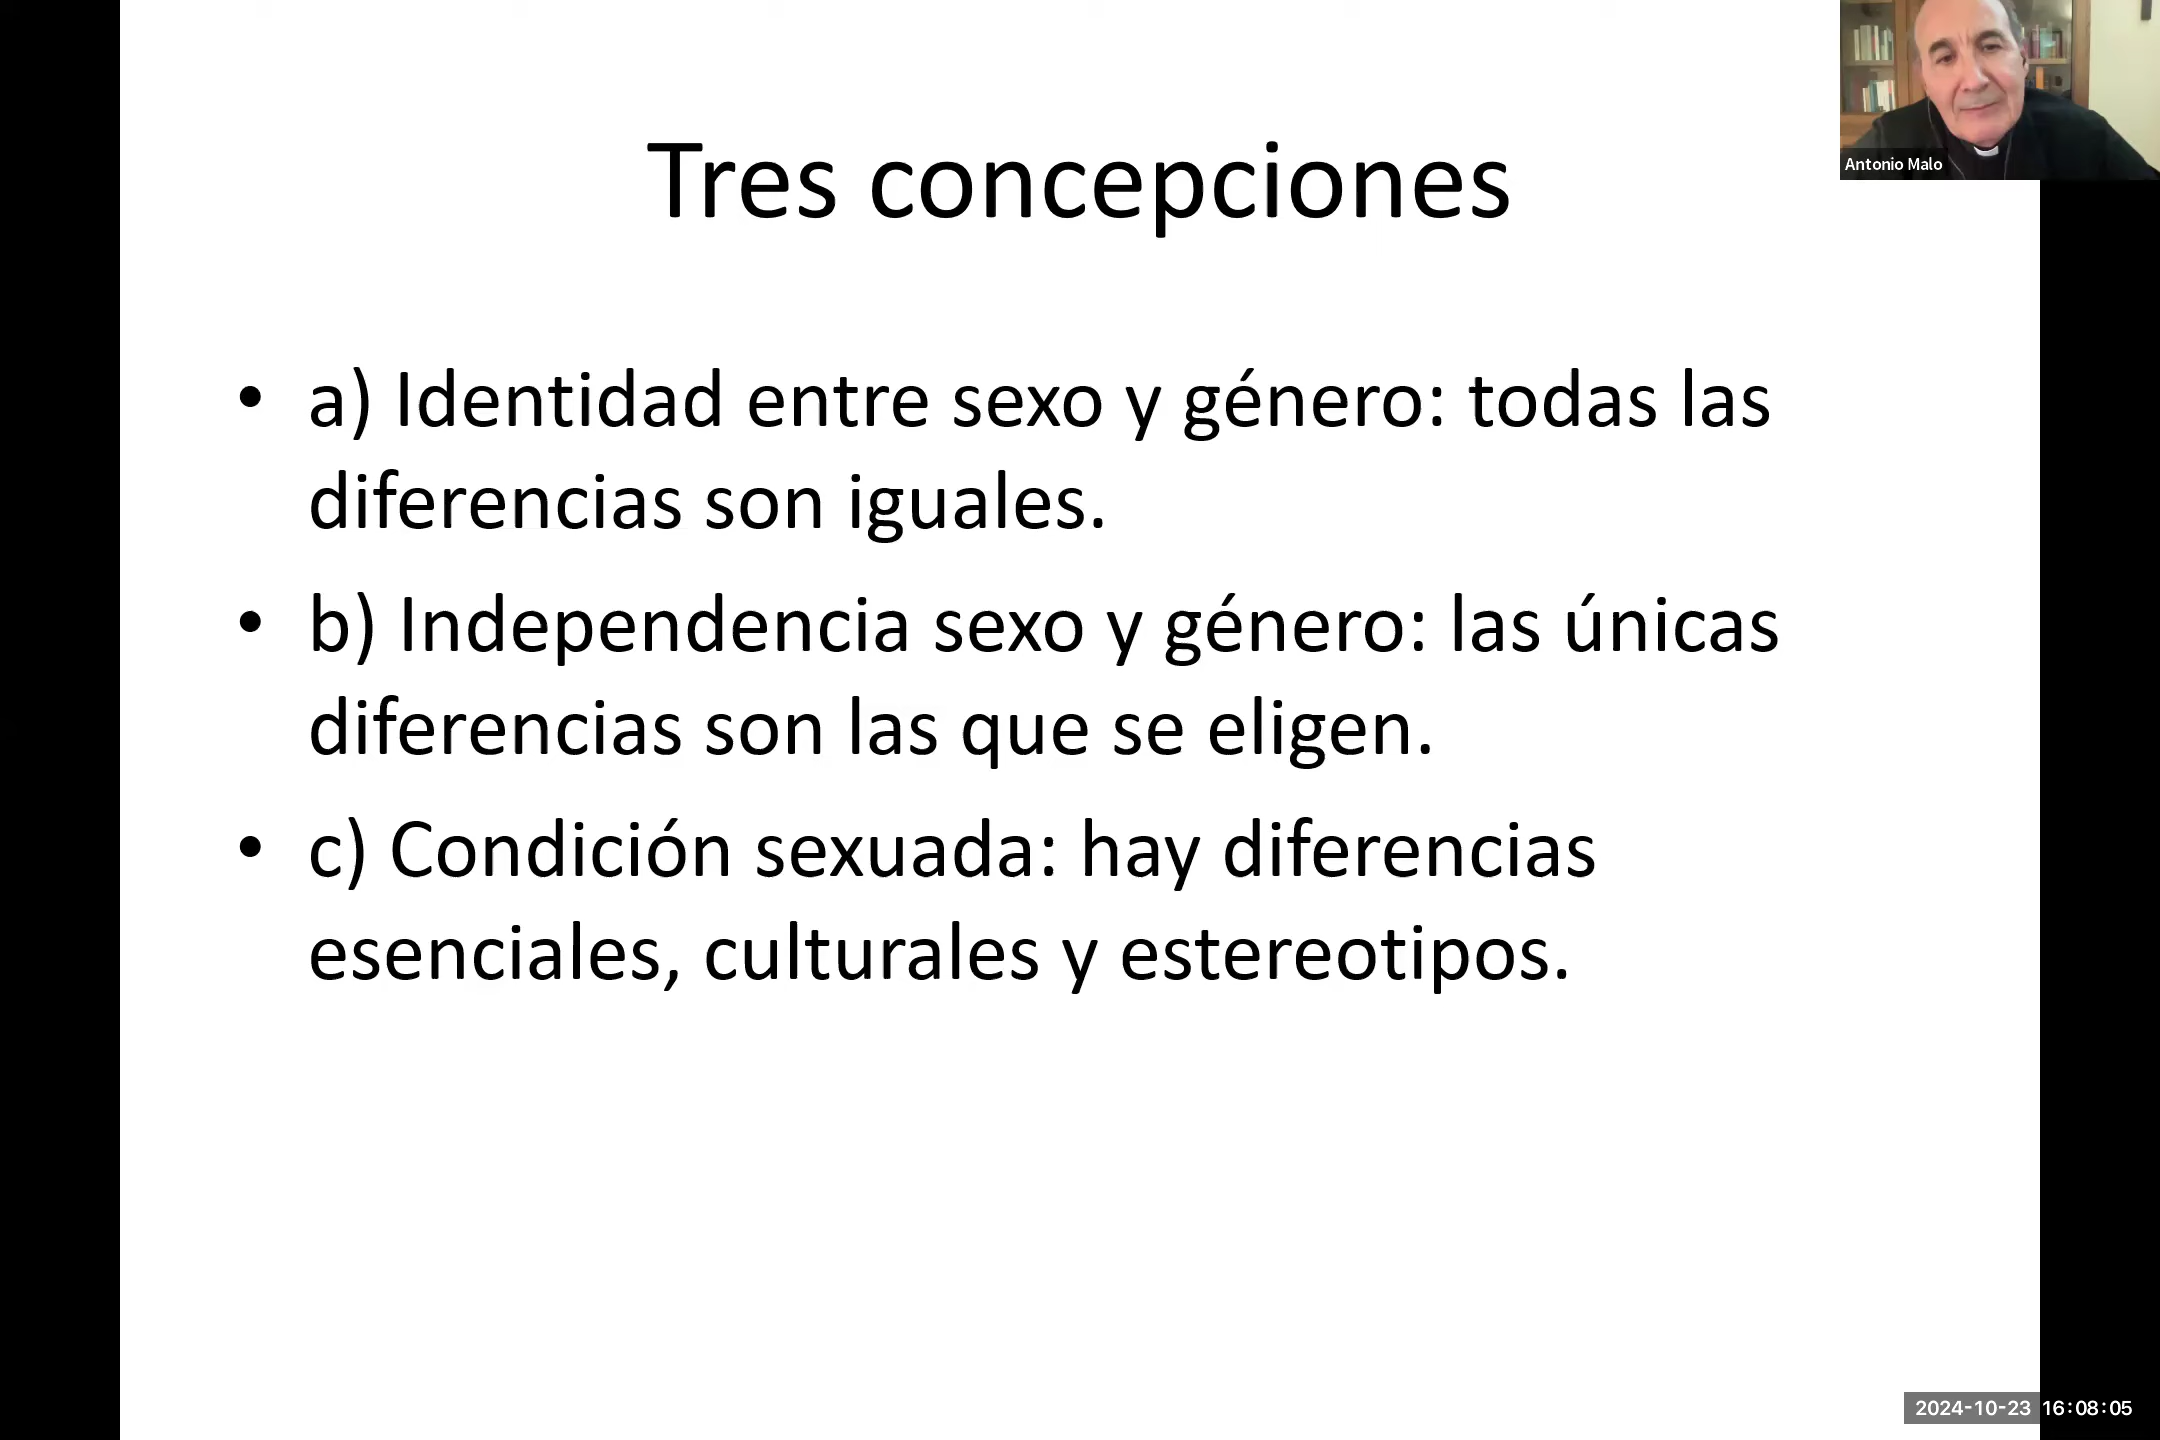 Antonio Malo
Tres concepciones
• a) Identidad entre sexo y género: todas las
diferencias son iguales.
• b) Independencia sexo y género: las únicas
diferencias son las que se eligen.
• c) Condición sexuada: hay diferencias
esenciales, culturales y estereotipos.
2024-10-23 16:08:05